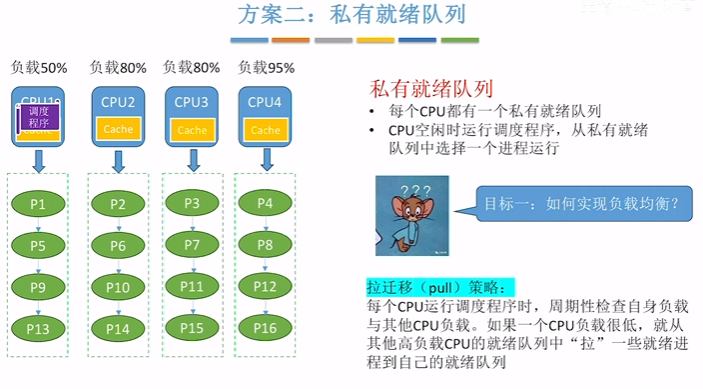 方案二：私有就绪队列
负载50% 负载80% 负载80% 负载95%
CPU1 CPU2 CPU3 CPU4
调度
程序
Cache Cache Cache Cache
P1 P2 P3 P4
P5 P6 P7 P8
P9 P10 P11 P12
P13 P14 P15 P16
私有就绪队列
• 每个CPU都有一个私有就绪队列
• CPU空闲时运行调度程序，从私有就绪
队列中选择一个进程运行
???
目标一：如何实现负载均衡？
拉迁移（pull）策略：
每个CPU运行调度程序时，周期性检查自身负载
与其他CPU负载。如果一个CPU负载很低，就从
其他高负载CPU的就绪队列中“拉”一些就绪进
程到自己的就绪队列